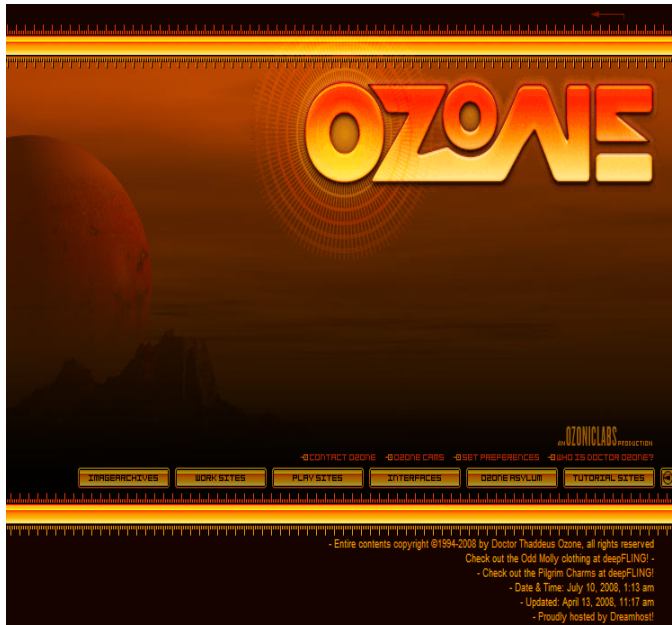 OZONE
AN OZONICLABS PRODUCTION
CONTACT OZONE OZONE CAMS SET PREFERENCES WHO IS DOCTOR OZONE?
IMAGEARCHIVES WORK SITES PLAY SITES INTERFACES OZONE ASYLUM TUTORIAL SITES
- Entire contents copyright ©1994-2008 by Doctor Thaddeus Ozone, all rights reserved
Check out the Odd Molly clothing at deepFLING! -
- Check out the Pilgrim Charms at deepFLING!
- Date & Time: July 10, 2008, 1:13 am
- Updated: April 13, 2008, 11:17 am
- Proudly hosted by Dreamhost!